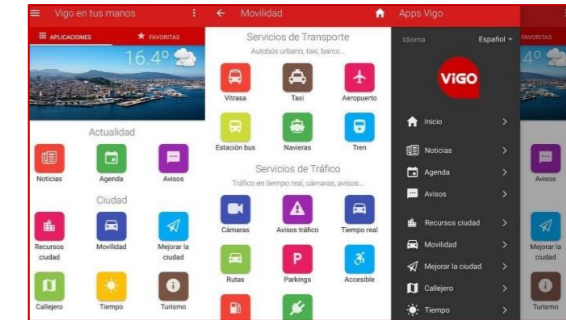 Vigo en tus manos
APLICACIONES
FAVORITAS
16.4°
Actualidad
Noticias
Agenda
Avisos
Ciudad
Recursos
ciudad
Movilidad
Mejorar la
ciudad
Callejero
Tiempo
Turismo
Movilidad
Servicios de Transporte
Autobús urbano, taxi, barco...
Vitrasa
Taxi
Aeropuerto
Estación bus
Navieras
Tren
Servicios de Tráfico
Tráfico en tiempo real, cámaras, avisos...
Cámaras
Avisos tráfico
Tiempo real
Rutas
P
Parkings
Accesible
Apps Vigo
Idioma
Español
ViGO
Inicio
Noticias
Agenda
Avisos
Recursos ciudad
Movilidad
Mejorar la ciudad
Callejero
Tiempo
FAVORITAS
Avisos
Mejorar la
ciudad
Turismo